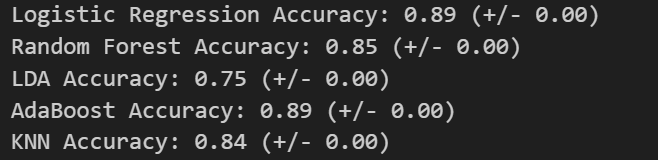 Logistic Regression Accuracy: 0.89 (+/- 0.00)
Random Forest Accuracy: 0.85 (+/- 0.00)
LDA Accuracy: 0.75 (+/- 0.00)
AdaBoost Accuracy: 0.89 (+/- 0.00)
KNN Accuracy: 0.84 (+/- 0.00)